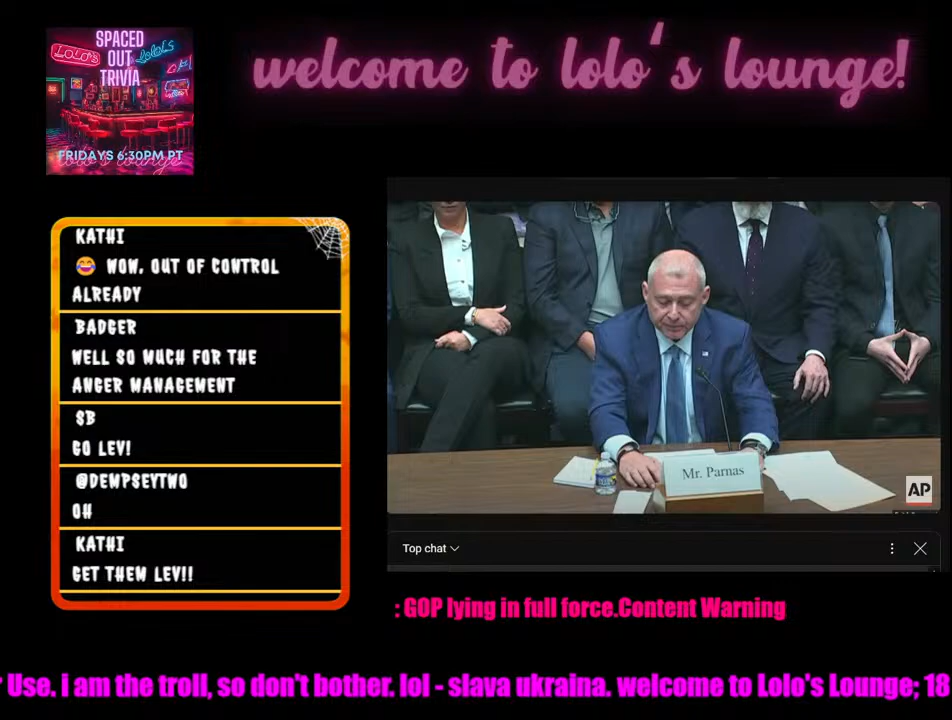 SPACED
OUT
TRIVIA
LOLO'S
FRIDAYS 6:30PM PT
lolo's lounge
welcome to lolo's lounge!
KATHI
😂 WOW, OUT OF CONTROL
ALREADY
BADGER
WELL SO MUCH FOR THE
ANGER MANAGEMENT
SB
GO LEV!
@DEMPSEYTWO
OH
KATHI
GET THEM LEV!!
Mr. Parnas
AP
Top chat
: GOP lying in full force.Content Warning
Use. i am the troll, so don't bother. lol - slava ukraina. welcome to Lolo's Lounge; 18